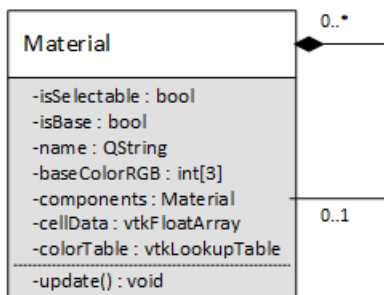 0..*
Material
-isSelectable : bool
-isBase : bool
-name : QString
-baseColorRGB : int[3]
-components : Material
-cellData : vtkFloatArray
0..1
-colorTable : vtkLookupTable
-update() : void